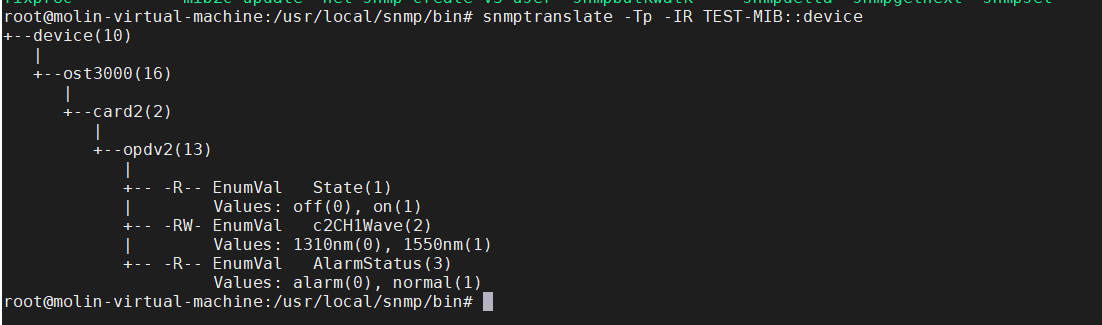 root@molin-virtual-machine:/usr/local/snmp/bin# snmptranslate -Tp -IR TEST-MIB::device
+--device(10)
   |
   +--ost3000(16)
      |
      +--card2(2)
         |
         +--opdv2(13)
            |
            +-- -R-- EnumVal   State(1)
            |        Values: off(0), on(1)
            +-- -RW- EnumVal   c2CH1Wave(2)
            |        Values: 1310nm(0), 1550nm(1)
            +-- -R-- EnumVal   AlarmStatus(3)
                     Values: alarm(0), normal(1)
root@molin-virtual-machine:/usr/local/snmp/bin#